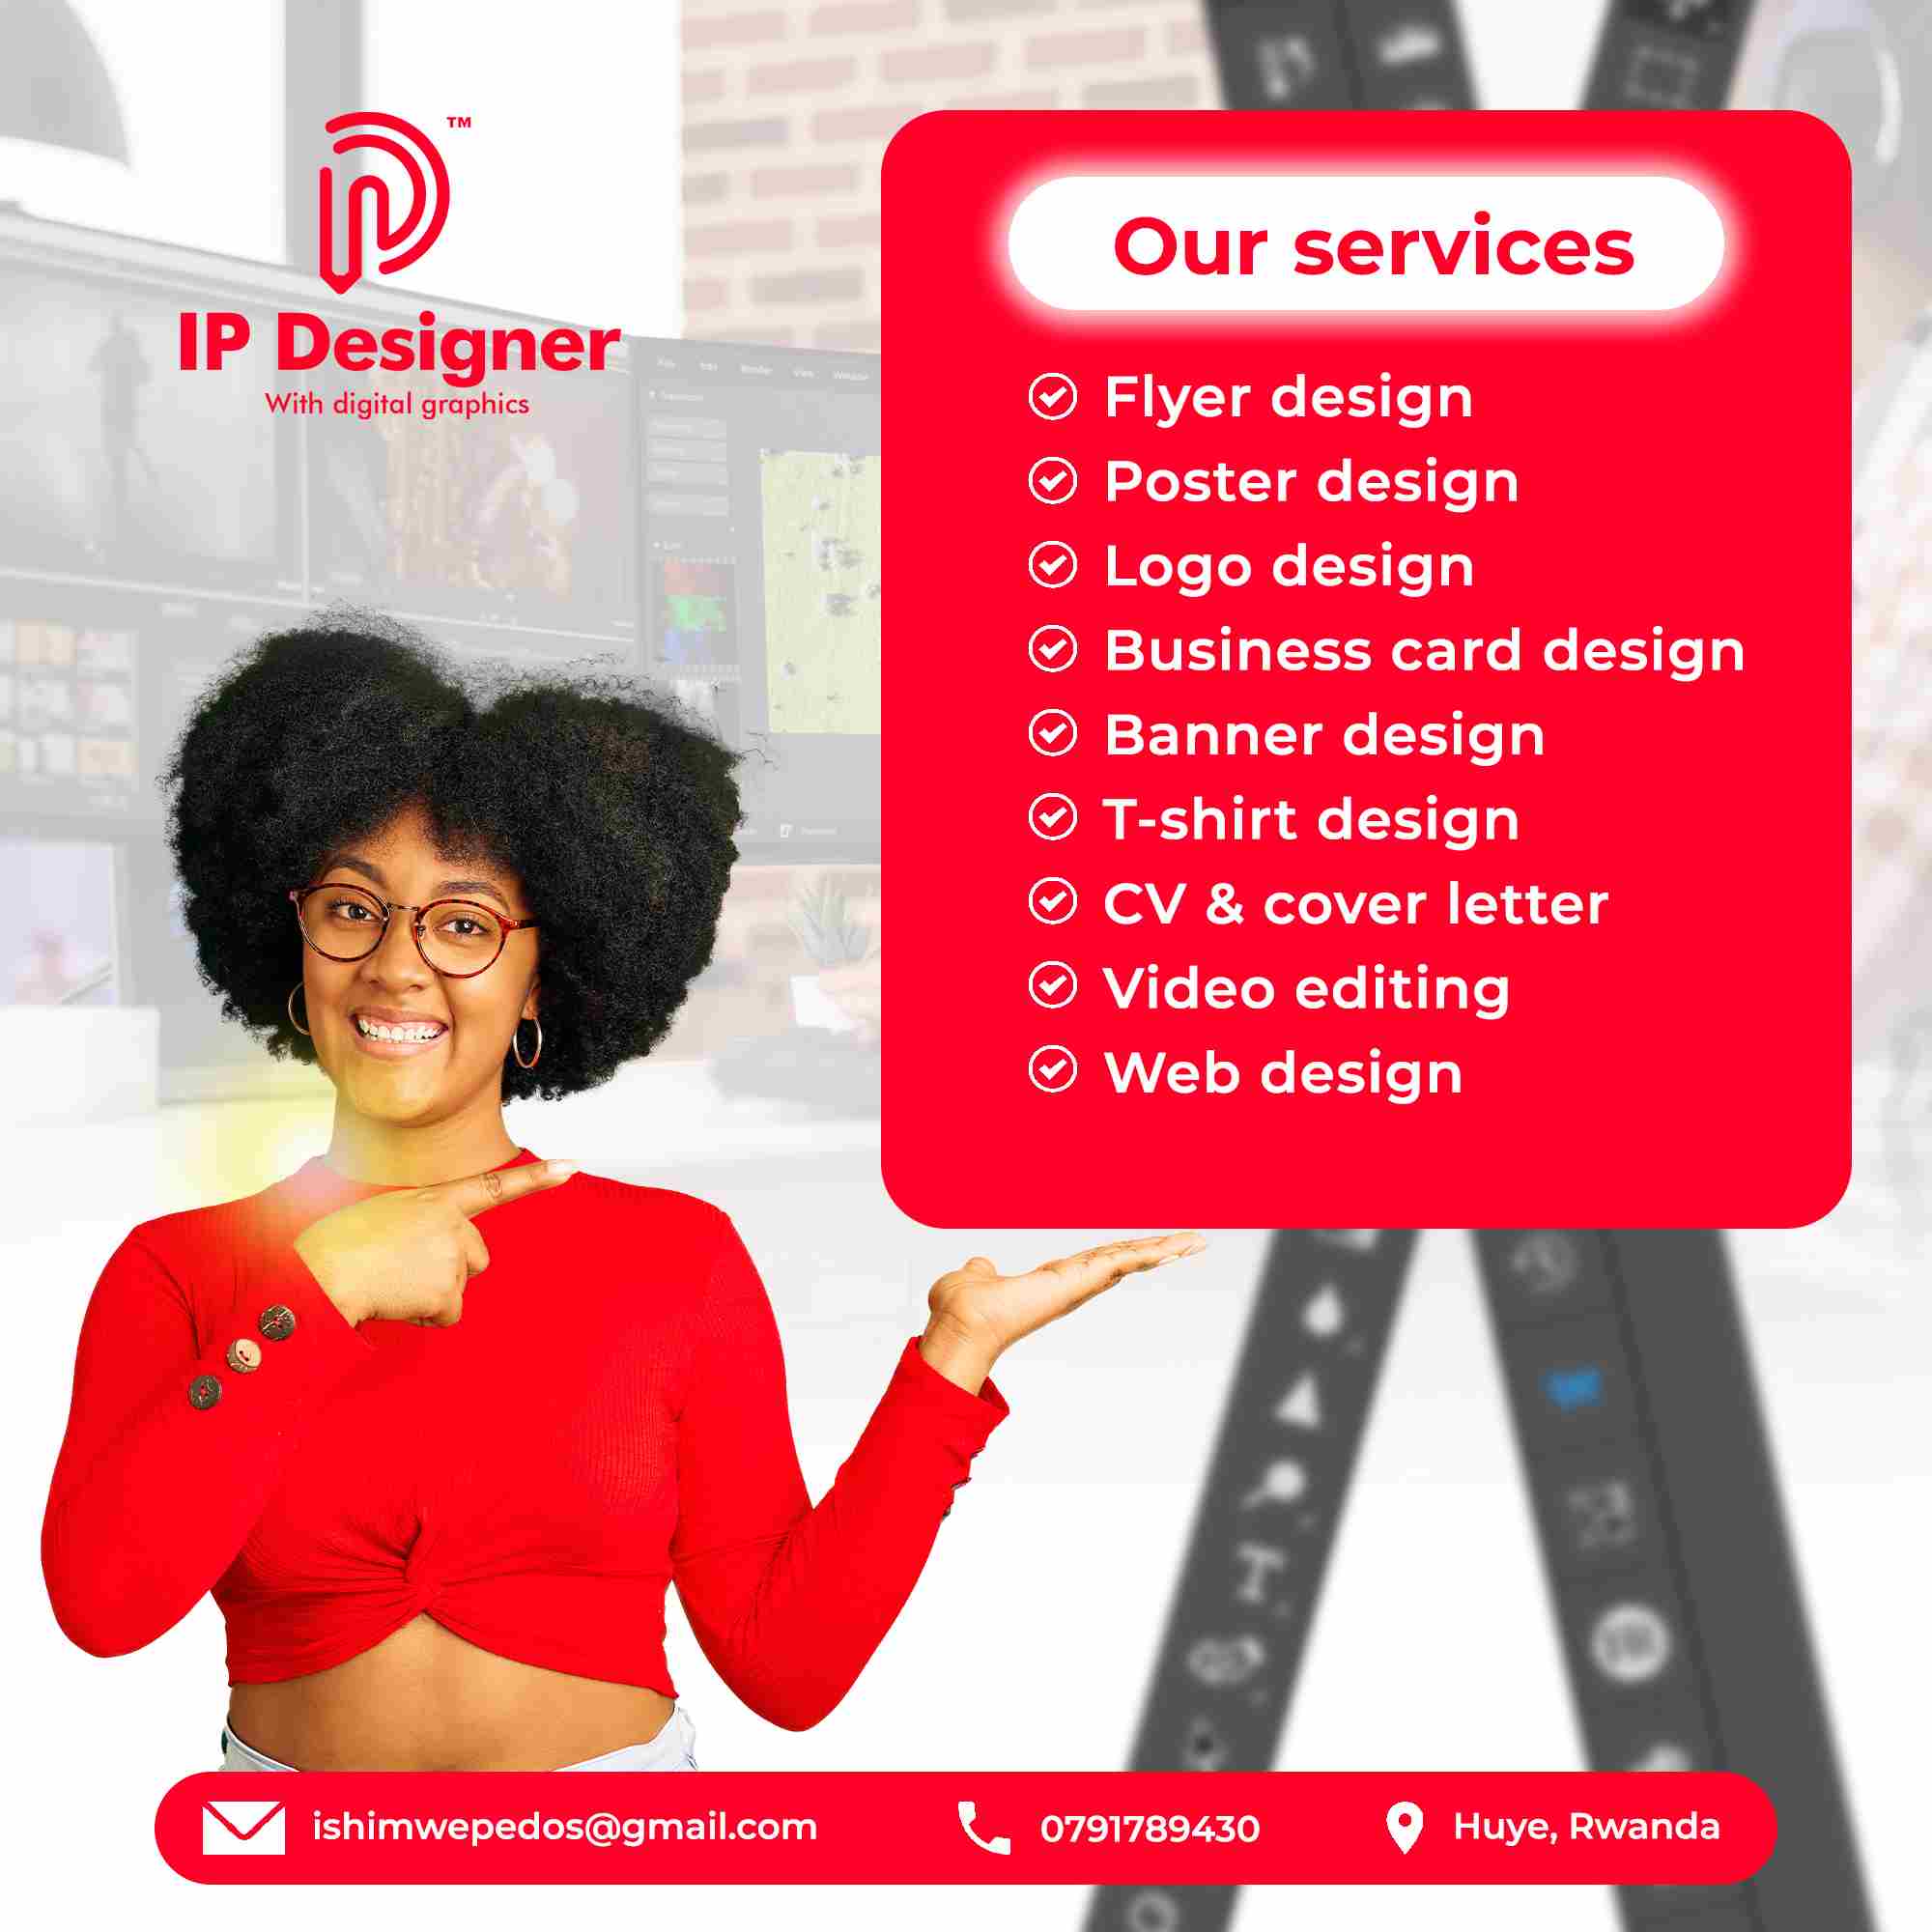 TM
IP Designer
With digital graphics
Our services
Flyer design
Poster design
Logo design
Business card design
Banner design
T-shirt design
CV & cover letter
Video editing
Web design
ishimwepedos@gmail.com
0791789430
Huye, Rwanda